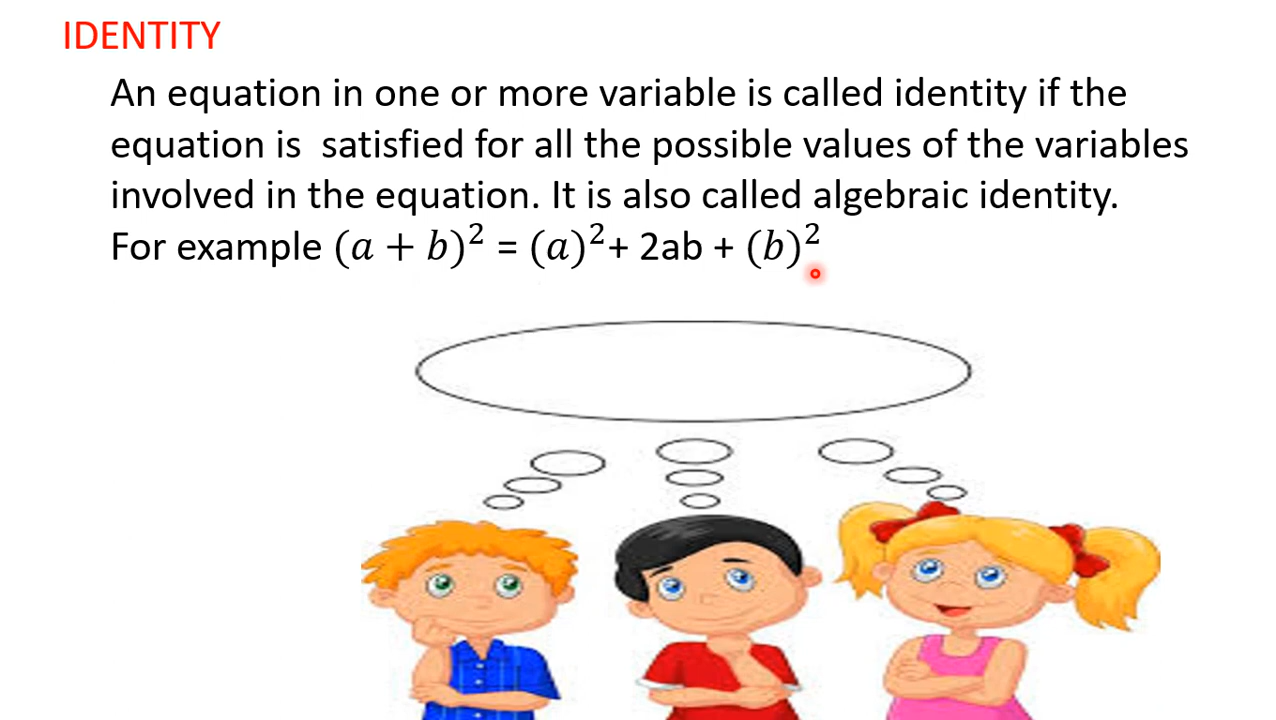 IDENTITY
An equation in one or more variable is called identity if the
equation is  satisfied for all the possible values of the variables
involved in the equation. It is also called algebraic identity.
For example (a + b)² = (a)²+ 2ab + (b)²